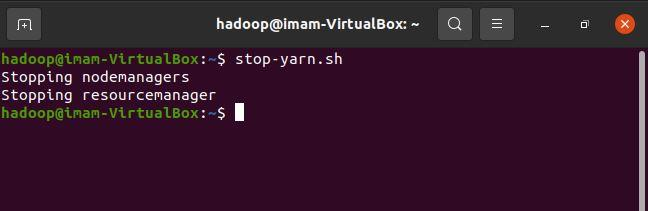 hadoop@imam-VirtualBox: ~
hadoop@imam-VirtualBox:~$ stop-yarn.sh
Stopping nodemanagers
Stopping resourcemanager
hadoop@imam-VirtualBox:~$